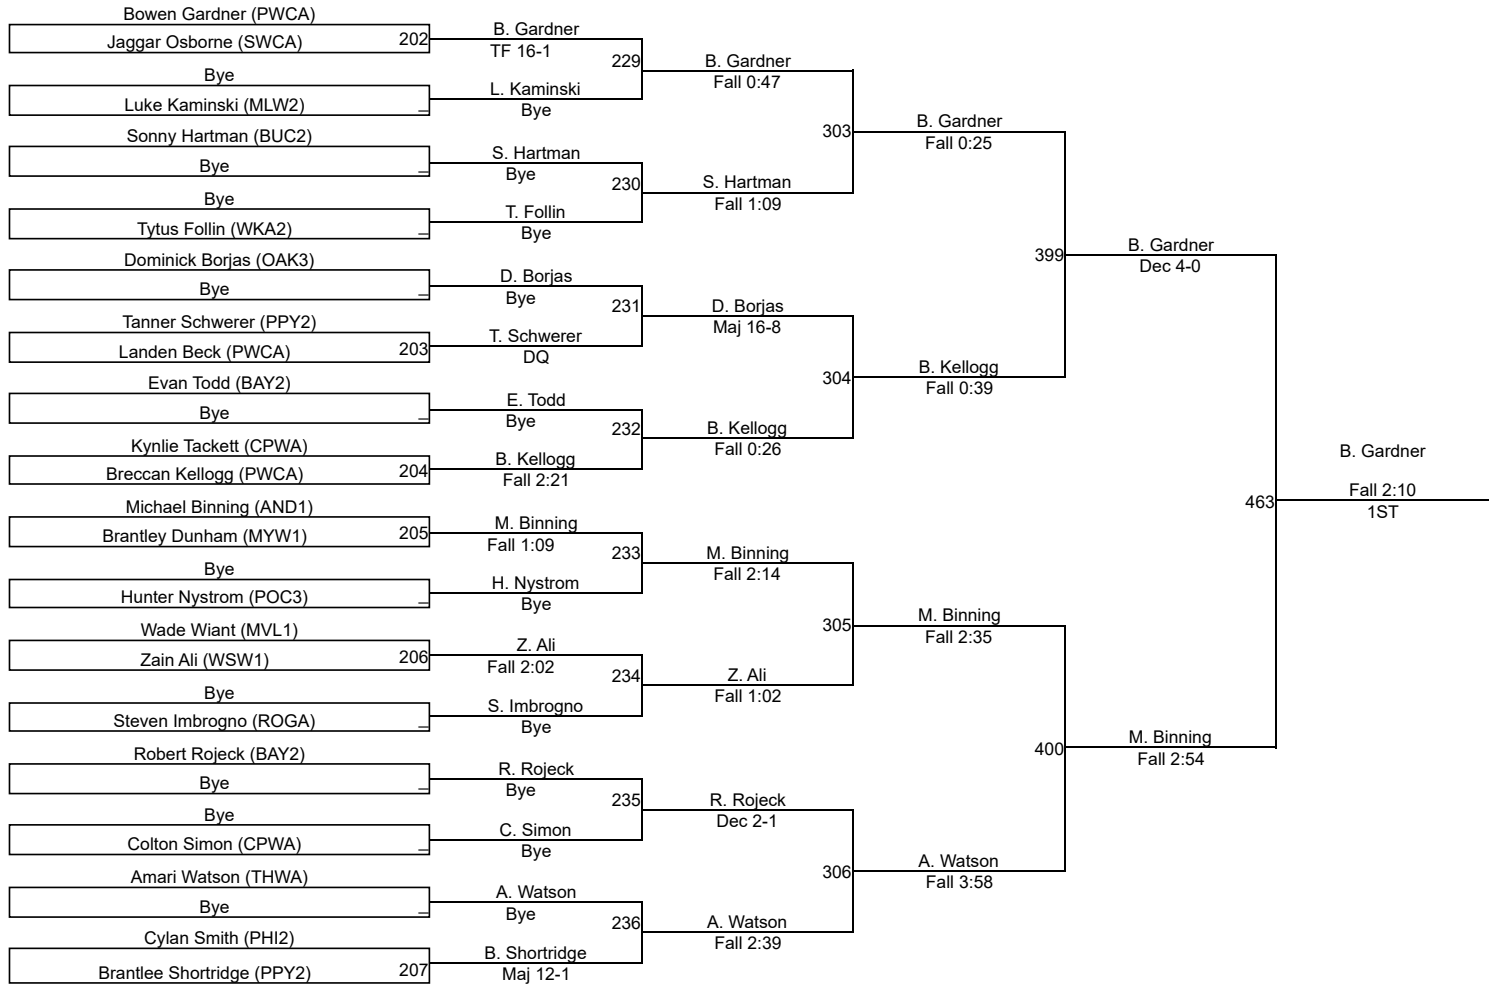 Bowen Gardner (PWCA)
Jaggar Osborne (SWCA) 202
Bye
Luke Kaminski (MLW2) _
Sonny Hartman (BUC2)
Bye _
Bye
Tytus Follin (WKA2) _
Dominick Borjas (OAK3)
Bye _
Tanner Schwerer (PPY2)
Landen Beck (PWCA) 203
Evan Todd (BAY2)
Bye _
Kynlie Tackett (CPWA)
Breccan Kellogg (PWCA) 204
Michael Binning (AND1)
Brantley Dunham (MYW1) 205
Bye
Hunter Nystrom (POC3) _
Wade Wiant (MVL1)
Zain Ali (WSW1) 206
Bye
Steven Imbrogno (ROGA) _
Robert Rojeck (BAY2)
Bye _
Bye
Colton Simon (CPWA) _
Amari Watson (THWA)
Bye _
Cylan Smith (PHI2)
Brantlee Shortridge (PPY2) 207
B. Gardner
TF 16-1
229
L. Kaminski
Bye
S. Hartman
Bye
230
T. Follin
Bye
D. Borjas
Bye
231
T. Schwerer
DQ
E. Todd
Bye
232
B. Kellogg
Fall 2:21
M. Binning
Fall 1:09
233
H. Nystrom
Bye
Z. Ali
Fall 2:02
234
S. Imbrogno
Bye
R. Rojeck
Bye
235
C. Simon
Bye
A. Watson
Bye
236
B. Shortridge
Maj 12-1
B. Gardner
Fall 0:47
303
S. Hartman
Fall 1:09
D. Borjas
Maj 16-8
304
B. Kellogg
Fall 0:26
M. Binning
Fall 2:14
305
Z. Ali
Fall 1:02
R. Rojeck
Dec 2-1
306
A. Watson
Fall 2:39
B. Gardner
Fall 0:25
399
B. Kellogg
Fall 0:39
M. Binning
Fall 2:35
400
A. Watson
Fall 3:58
B. Gardner
Dec 4-0
463
M. Binning
Fall 2:54
B. Gardner
Fall 2:10
1ST